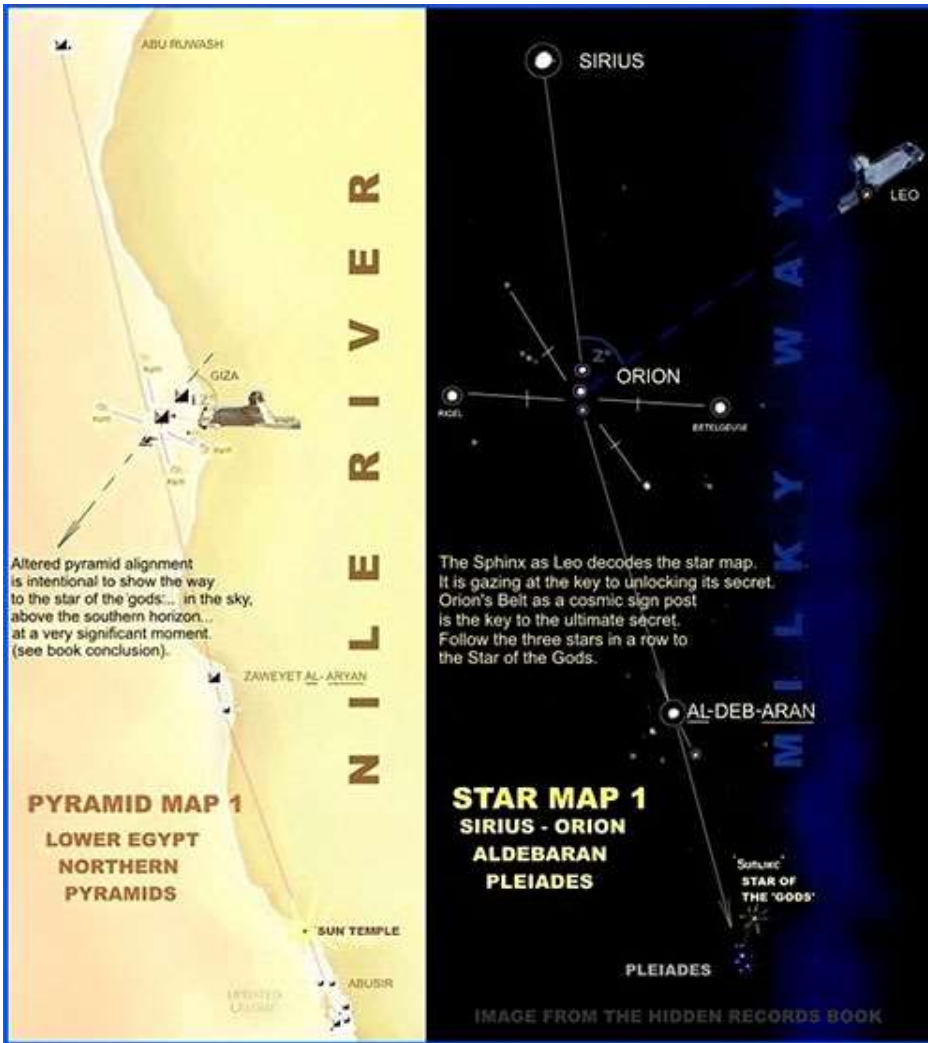 ABU RUWASH
GIZA
NILE RIVER
Altered pyramid alignment
is intentional to show the way
to the star of the 'gods'... in the sky,
above the southern horizon...
at a very significant moment.
(see book conclusion).
ZAWEYET AL- ARYAN
PYRAMID MAP 1
LOWER EGYPT
NORTHERN
PYRAMIDS
SUN TEMPLE
ABUSIR
SIRIUS
LEO
MILKY WAY
ORION
RIGEL
BETELGEUSE
The Sphinx as Leo decodes the star map.
It is gazing at the key to unlocking its secret.
Orion's Belt as a cosmic sign post
is the key to the ultimate secret.
Follow the three stars in a row to
the Star of the Gods.
AL-DEB-ARAN
STAR MAP 1
SIRIUS - ORION
ALDEBARAN
PLEIADES
'SUNLIKE'
STAR OF
THE 'GODS'
PLEIADES
IMAGE FROM THE HIDDEN RECORDS BOOK